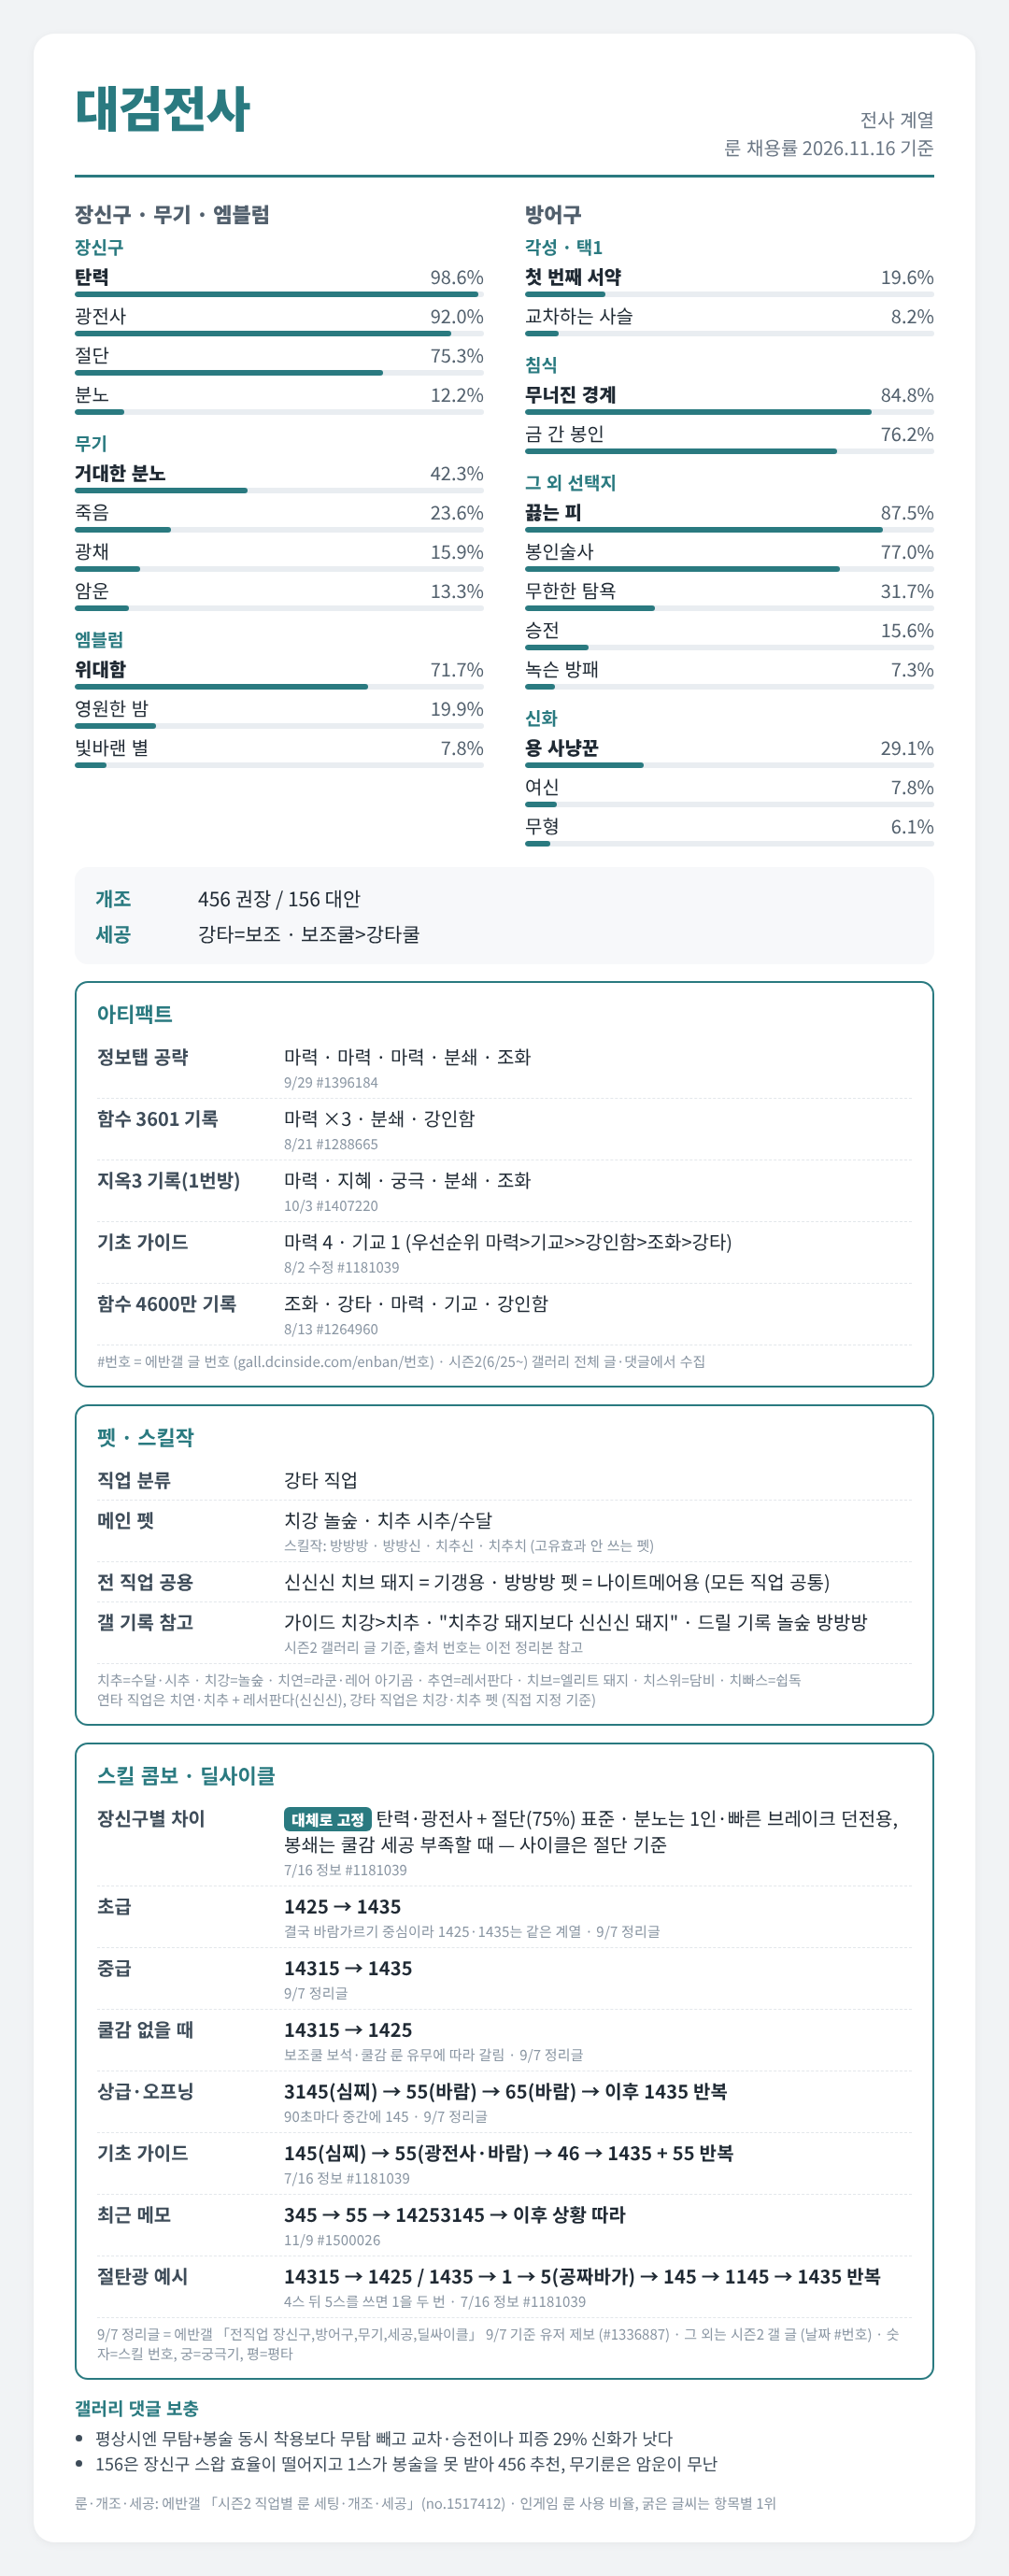 대검전사
전사 계열
룬 채용률 2026.11.16 기준
장신구 · 무기 · 엠블럼
장신구
탄력 98.6%
광전사 92.0%
절단 75.3%
분노 12.2%
무기
거대한 분노 42.3%
죽음 23.6%
광채 15.9%
암운 13.3%
엠블럼
위대함 71.7%
영원한 밤 19.9%
빛바랜 별 7.8%
방어구
각성 · 택1
첫 번째 서약 19.6%
교차하는 사슬 8.2%
침식
무너진 경계 84.8%
금 간 봉인 76.2%
그 외 선택지
끓는 피 87.5%
봉인술사 77.0%
무한한 탐욕 31.7%
승전 15.6%
녹슨 방패 7.3%
신화
용 사냥꾼 29.1%
여신 7.8%
무형 6.1%
개조 456 권장 / 156 대안
세공 강타=보조 · 보조쿨>강타쿨
아티팩트
정보탭 공략 마력 · 마력 · 마력 · 분쇄 · 조화
9/29 #1396184
함수 3601 기록 마력 ×3 · 분쇄 · 강인함
8/21 #1288665
지옥3 기록(1번방) 마력 · 지혜 · 궁극 · 분쇄 · 조화
10/3 #1407220
기초 가이드 마력 4 · 기교 1 (우선순위 마력>기교>>강인함>조화>강타)
8/2 수정 #1181039
함수 4600만 기록 조화 · 강타 · 마력 · 기교 · 강인함
8/13 #1264960
#번호 = 에반갤 글 번호 (gall.dcinside.com/enban/번호) · 시즌2(6/25~) 갤러리 전체 글·댓글에서 수집
펫 · 스킬작
직업 분류 강타 직업
메인 펫 치강 놀숲 · 치추 시추/수달
스킬작: 방방방 · 방방신 · 치추신 · 치추치 (고유효과 안 쓰는 펫)
전 직업 공용 신신신 치브 돼지 = 기갱용 · 방방방 펫 = 나이트메어용 (모든 직업 공통)
갤 기록 참고 가이드 치강>치추 · "치추강 돼지보다 신신신 돼지" · 드릴 기록 놀숲 방방방
시즌2 갤러리 글 기준, 출처 번호는 이전 정리본 참고
치추=수달·시추 · 치강=놀숲 · 치연=라쿤·레어 아기곰 · 추연=레서판다 · 치브=엘리트 돼지 · 치스위=담비 · 치빠스=쉽독
연타 직업은 치연·치추 + 레서판다(신신신), 강타 직업은 치강·치추 펫 (직접 지정 기준)
스킬 콤보 · 딜사이클
장신구별 차이 대체로 고정 탄력·광전사 + 절단(75%) 표준 · 분노는 1인·빠른 브레이크 던전용,
봉쇄는 쿨감 세공 부족할 때 — 사이클은 절단 기준
7/16 정보 #1181039
초급 1425 → 1435
결국 바람가르기 중심이라 1425·1435는 같은 계열 · 9/7 정리글
중급 14315 → 1435
9/7 정리글
쿨감 없을 때 14315 → 1425
보조쿨 보석·쿨감 룬 유무에 따라 갈림 · 9/7 정리글
상급·오프닝 3145(심찌) → 55(바람) → 65(바람) → 이후 1435 반복
90초마다 중간에 145 · 9/7 정리글
기초 가이드 145(심찌) → 55(광전사·바람) → 46 → 1435 + 55 반복
7/16 정보 #1181039
최근 메모 345 → 55 → 14253145 → 이후 상황 따라
11/9 #1500026
절탄광 예시 14315 → 1425 / 1435 → 1 → 5(공짜바가) → 145 → 1145 → 1435 반복
4스 뒤 5스를 쓰면 1을 두 번 · 7/16 정보 #1181039
9/7 정리글 = 에반갤 「전직업 장신구,방어구,무기,세공,딜싸이클」 9/7 기준 유저 제보 (#1336887) · 그 외는 시즌2 갤 글 (날짜 #번호) · 숫
자=스킬 번호, 궁=궁극기, 평=평타
갤러리 댓글 보충
• 평상시엔 무탐+봉술 동시 착용보다 무탐 빼고 교차·승전이나 피증 29% 신화가 낫다
• 156은 장신구 스왑 효율이 떨어지고 1스가 봉술을 못 받아 456 추천, 무기룬은 암운이 무난
룬·개조·세공: 에반갤 「시즌2 직업별 룬 세팅·개조·세공」(no.1517412) · 인게임 룬 사용 비율, 굵은 글씨는 항목별 1위